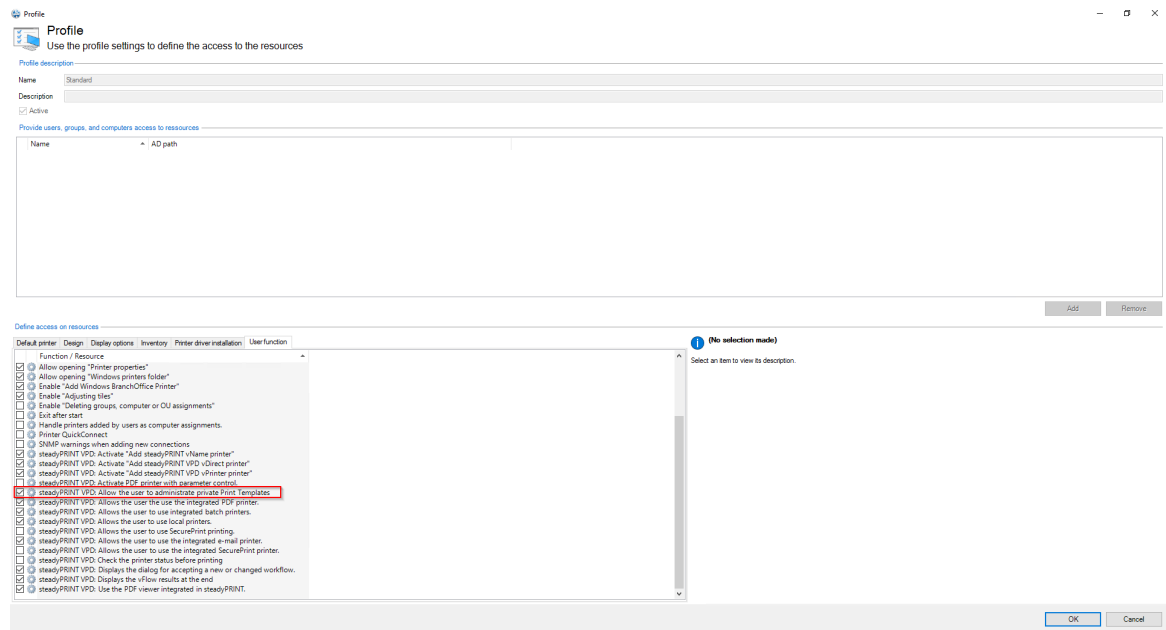 Profile
Profile
Use the profile settings to define the access to the resources
Profile description
Name
Standard
Description
Active
Provide users, groups, and computers access to ressources
Name
AD path
Add
Remove
Define access on resources
Default printer
Design
Display options
Inventory
Printer driver installation
User function
(No selection made)
Select an item to view its description.
Function / Resource
Allow opening "Printer properties"
Allow opening "Windows printers folder"
Enable "Add Windows BranchOffice Printer"
Enable "Adjusting tiles"
Enable "Deleting groups, computer or OU assignments"
Exit after start
Handle printers added by users as computer assignments.
Printer QuickConnect
SNMP warnings when adding new connections
steadyPRINT VPD: Activate "Add steadyPRINT vName printer"
steadyPRINT VPD: Activate "Add steadyPRINT VPD vDirect printer"
steadyPRINT VPD: Activate "Add steadyPRINT VPD vPrinter printer"
steadyPRINT VPD: Activate PDF printer with parameter control.
steadyPRINT VPD: Allow the user to administrate private Print Templates
steadyPRINT VPD: Allows the user the use the integrated PDF printer.
steadyPRINT VPD: Allows the user to use integrated batch printers.
steadyPRINT VPD: Allows the user to use local printers.
steadyPRINT VPD: Allows the user to use SecurePrint printing.
steadyPRINT VPD: Allows the user to use the integrated e-mail printer.
steadyPRINT VPD: Allows the user to use the integrated SecurePrint printer.
steadyPRINT VPD: Check the printer status before printing
steadyPRINT VPD: Displays the dialog for accepting a new or changed workflow.
steadyPRINT VPD: Displays the vFlow results at the end
steadyPRINT VPD: Use the PDF viewer integrated in steadyPRINT.
OK
Cancel